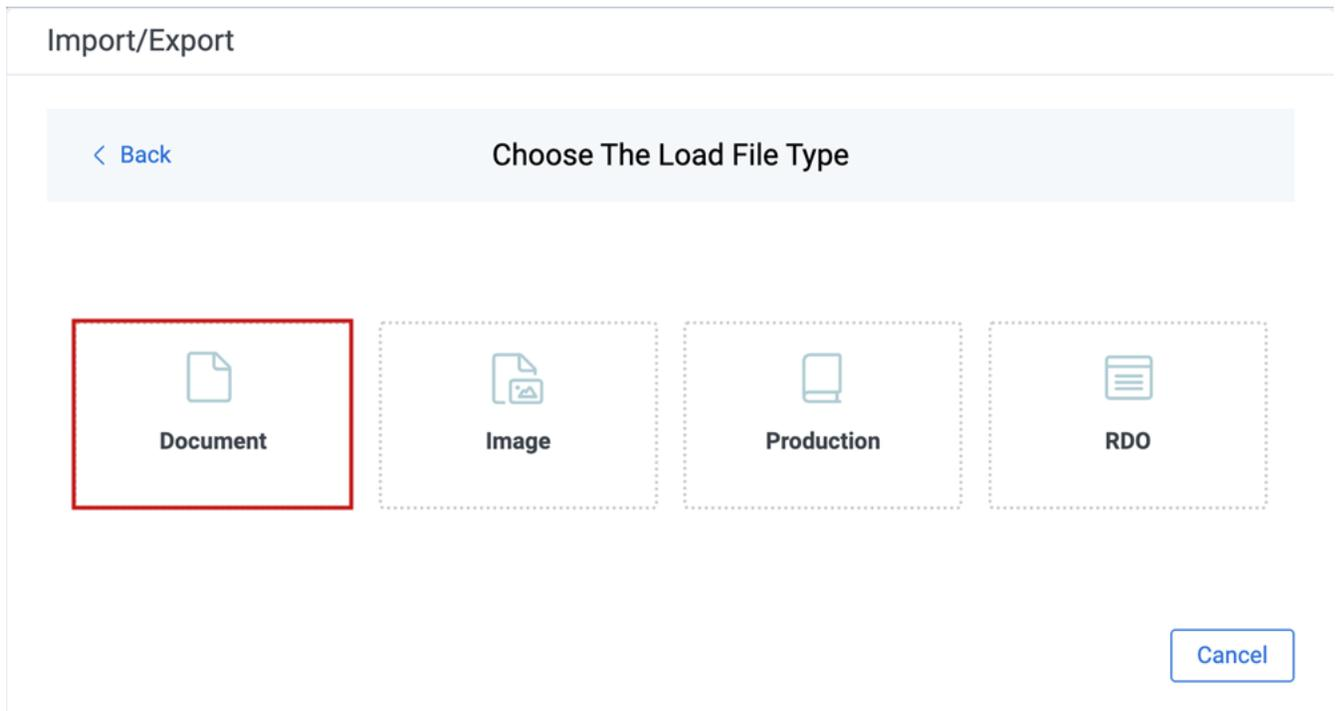 Import/Export
Back
Choose The Load File Type
Document
Image
Production
RDO
Cancel